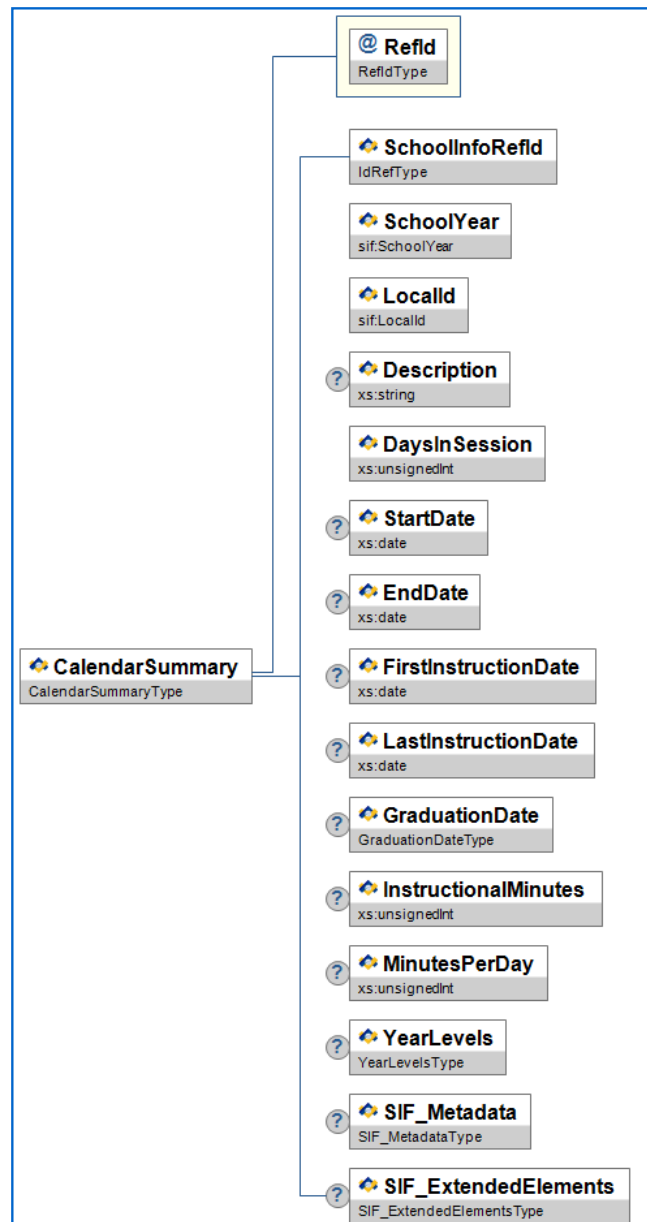 @ RefId
RefIdType
SchoolInfoRefId
IdRefType
SchoolYear
sif:SchoolYear
LocalId
sif:LocalId
? Description
xs:string
DaysInSession
xs:unsignedInt
? StartDate
xs:date
? EndDate
xs:date
CalendarSummary
CalendarSummaryType
? FirstInstructionDate
xs:date
? LastInstructionDate
xs:date
? GraduationDate
GraduationDateType
? InstructionalMinutes
xs:unsignedInt
? MinutesPerDay
xs:unsignedInt
? YearLevels
YearLevelsType
? SIF_Metadata
SIF_MetadataType
? SIF_ExtendedElements
SIF_ExtendedElementsType